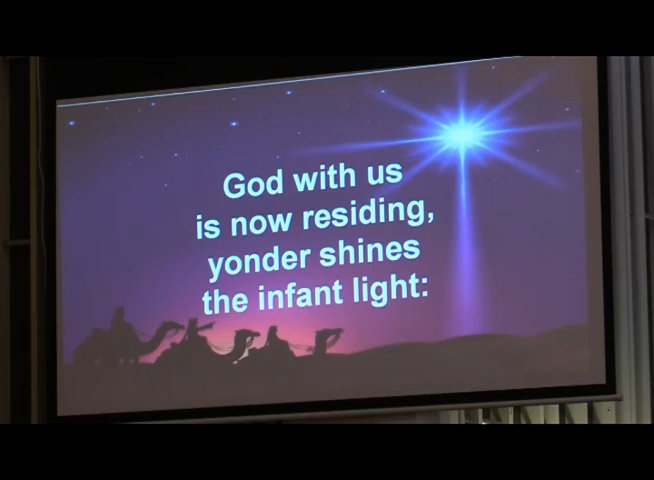 God with us
is now residing,
yonder shines
the infant light: